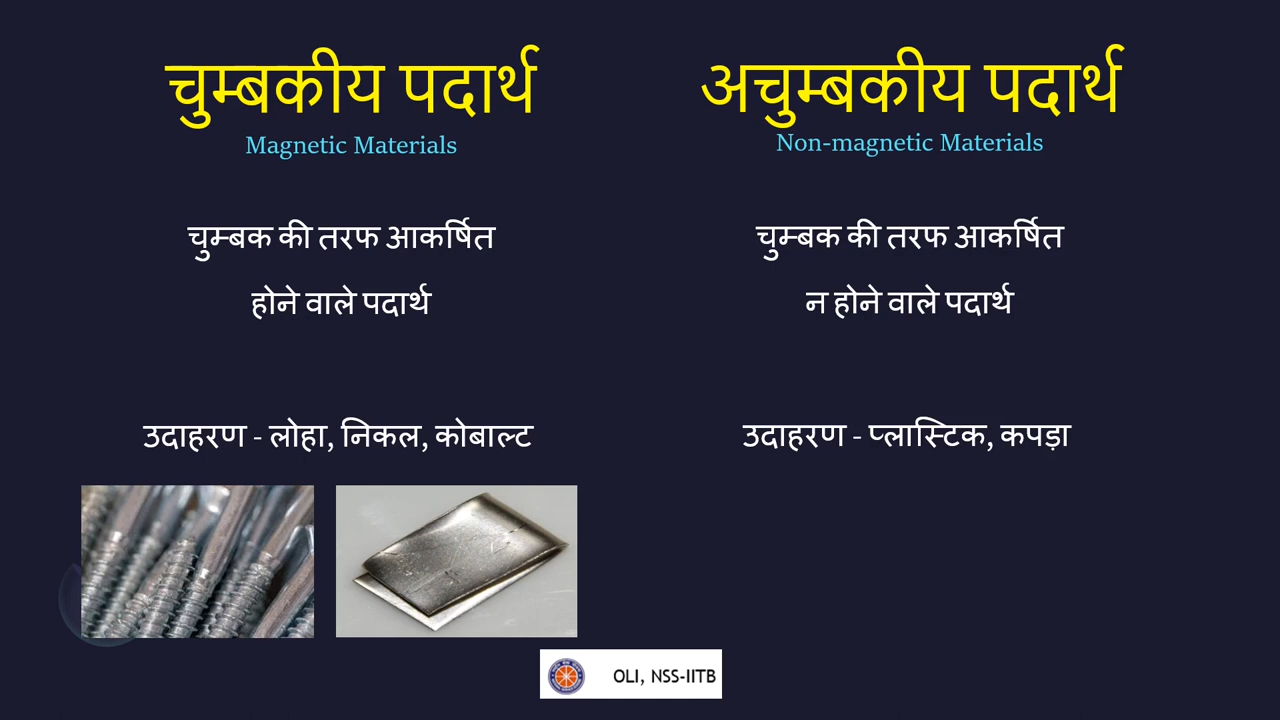 चुम्बकीय पदार्थ
Magnetic Materials
चुम्बक की तरफ आकर्षित
होने वाले पदार्थ
उदाहरण - लोहा, निकल, कोबाल्ट
अचुम्बकीय पदार्थ
Non-magnetic Materials
चुम्बक की तरफ आकर्षित
न होने वाले पदार्थ
उदाहरण - प्लास्टिक, कपड़ा
OLI, NSS-IITB